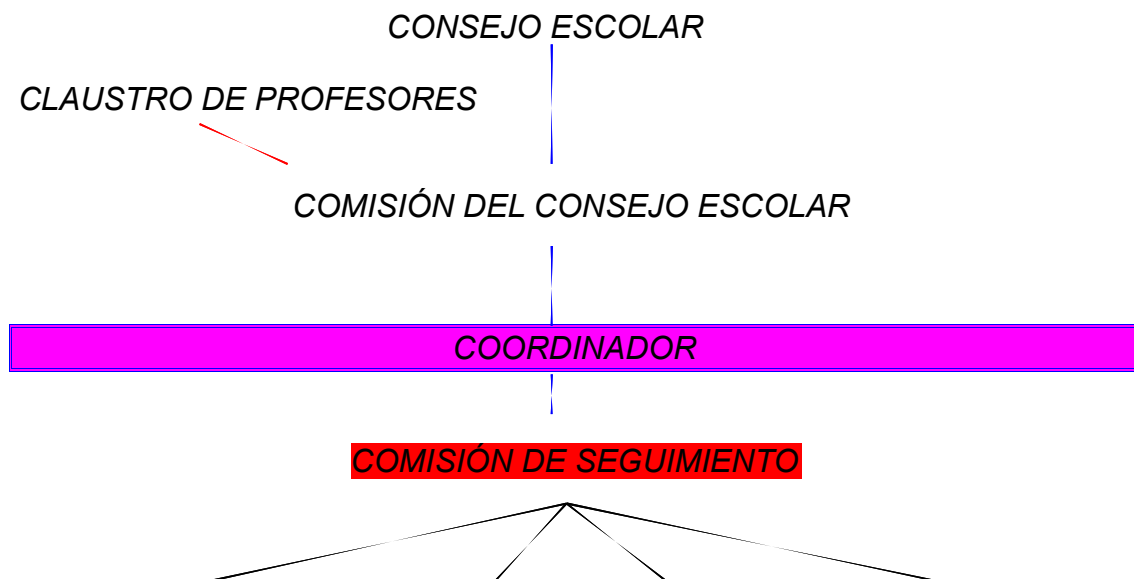 CONSEJO ESCOLAR
CLAUSTRO DE PROFESORES
COMISIÓN DEL CONSEJO ESCOLAR
COORDINADOR
COMISIÓN DE SEGUIMIENTO